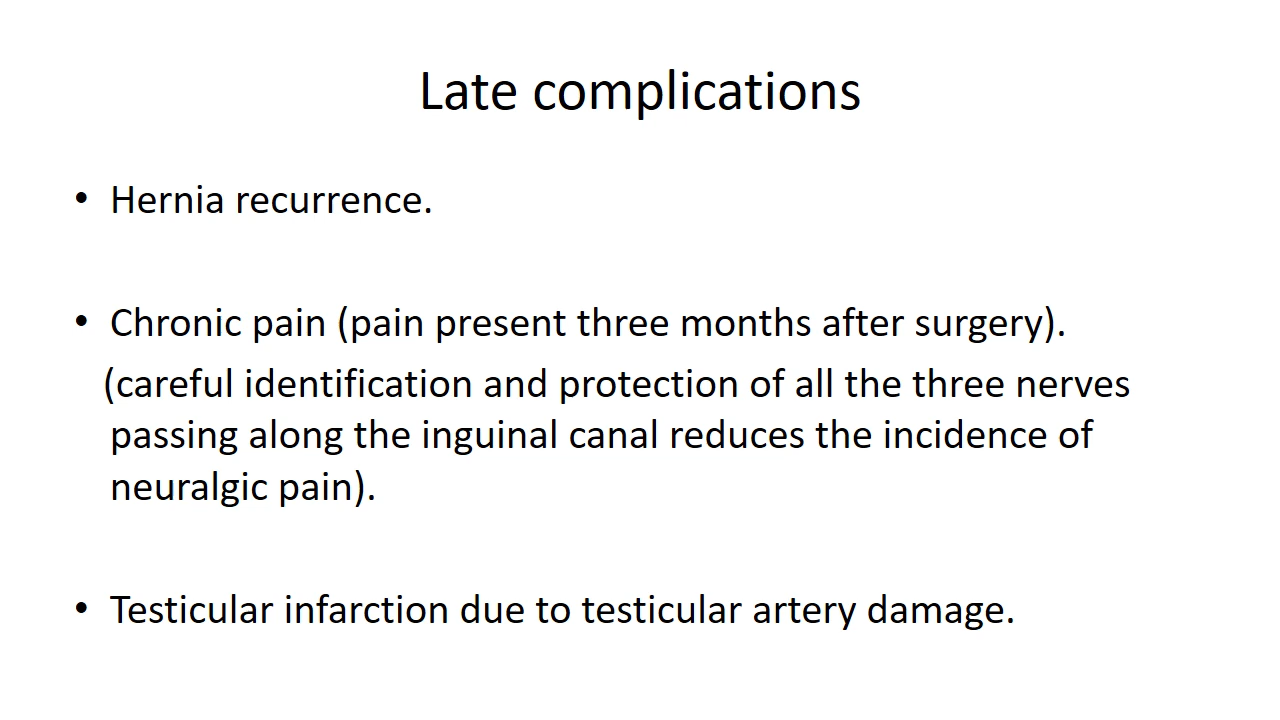 Late complications
• Hernia recurrence.
• Chronic pain (pain present three months after surgery).
(careful identification and protection of all the three nerves
passing along the inguinal canal reduces the incidence of
neuralgic pain).
• Testicular infarction due to testicular artery damage.